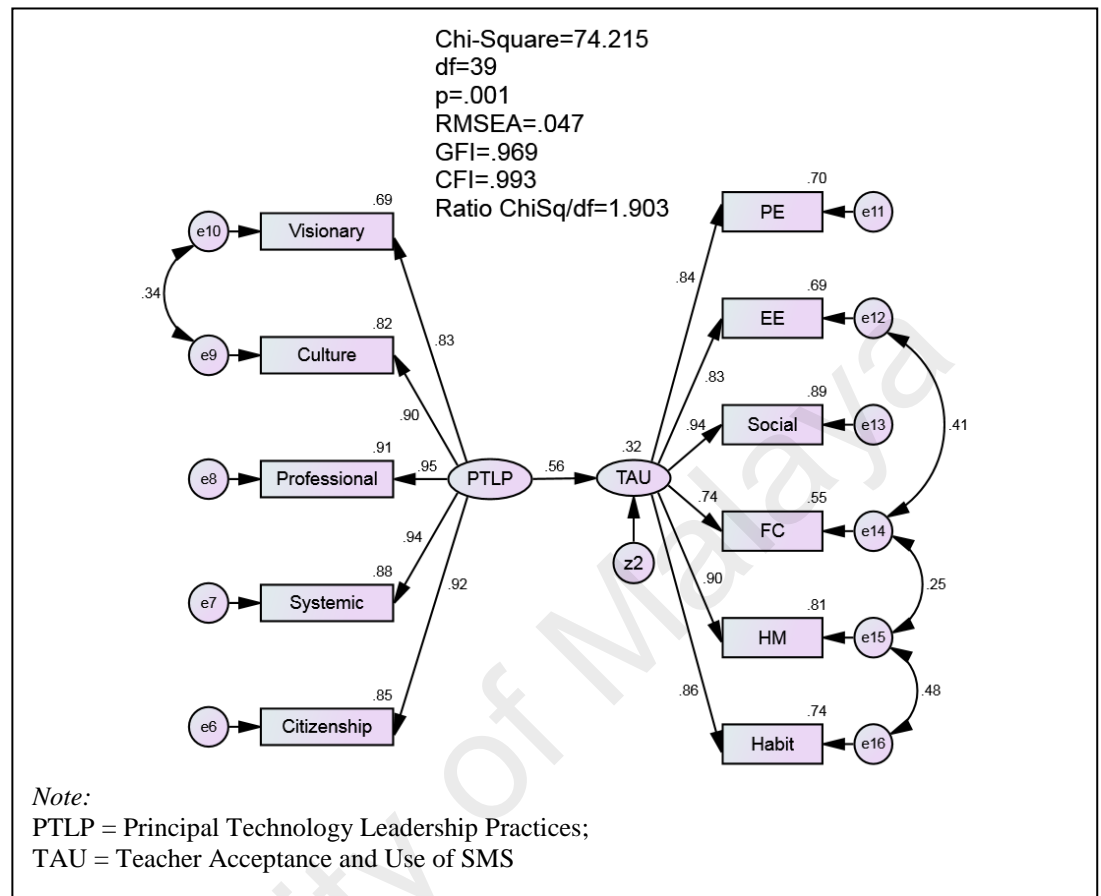 Chi-Square=74.215
df=39
p=.001
RMSEA=.047
GFI=.969
CFI=.993
Ratio ChiSq/df=1.903
.69
e10
Visionary
.34
.83
.82
e9
Culture
.90
.91
e8
Professional
.95
PTLP
.56
.32
TAU
z2
.94
.88
e7
Systemic
.92
.85
e6
Citizenship
.70
PE
e11
.84
.69
EE
e12
.83
.89
Social
e13
.94
.41
.74
.55
FC
e14
.25
.90
.81
HM
e15
.48
.86
.74
Habit
e16
Note:
PTLP = Principal Technology Leadership Practices;
TAU = Teacher Acceptance and Use of SMS
ity of Malaya